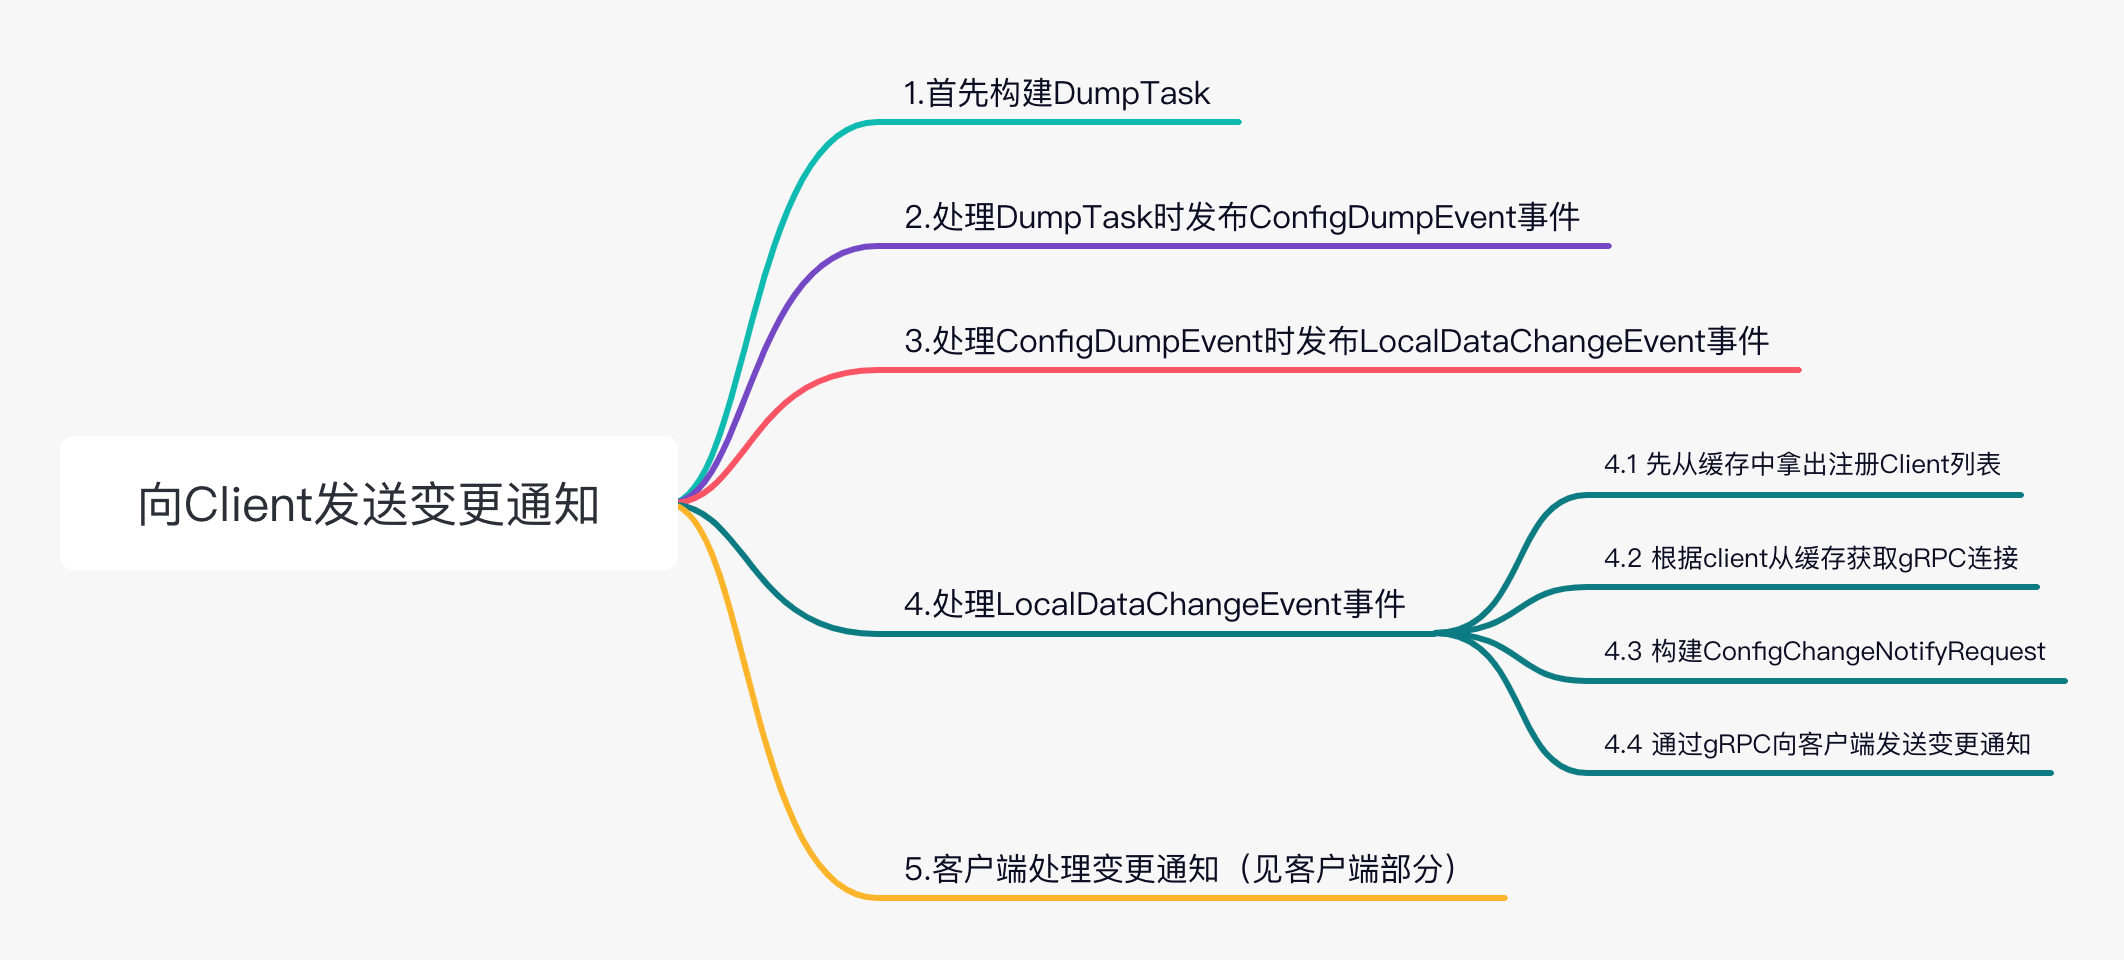 1.首先构建DumpTask
2.处理DumpTask时发布ConfigDumpEvent事件
3.处理ConfigDumpEvent时发布LocalDataChangeEvent事件
向Client发送变更通知
4.处理LocalDataChangeEvent事件
4.1 先从缓存中拿出注册Client列表
4.2 根据client从缓存获取gRPC连接
4.3 构建ConfigChangeNotifyRequest
4.4 通过gRPC向客户端发送变更通知
5.客户端处理变更通知（见客户端部分）